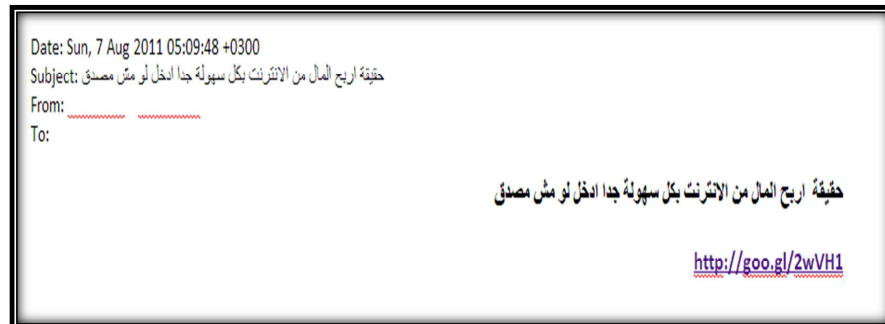 Date: Sun, 7 Aug 2011 05:09:48 +0300
Subject: حقيقة اربح المال من الانترنت بكل سهولة جدا ادخل لو مش مصدق
From:
To:
حقيقة اربح المال من الانترنت بكل سهولة جدا ادخل لو مش مصدق
http://goo.gl/2wVH1